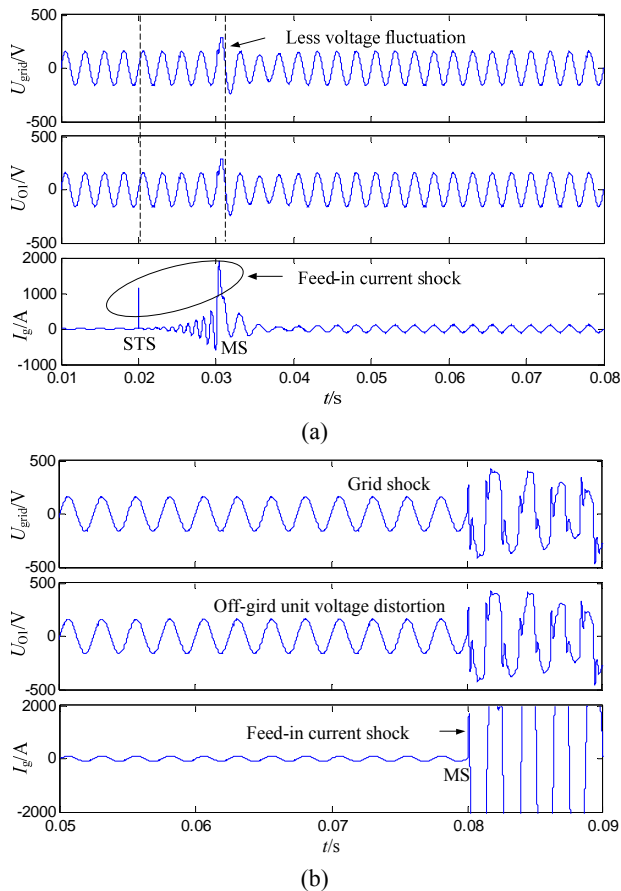 500
Less voltage fluctuation
U_grid/V
0
-500
500
U_O1/V
0
-500
2000
Feed-in current shock
I_g/A
1000
0
STS
MS
-1000
0.01 0.02 0.03 0.04 0.05 0.06 0.07 0.08
t/s
(a)
500
Grid shock
U_grid/V
0
-500
500
Off-gird unit voltage distortion
U_O1/V
0
-500
2000
Feed-in current shock
I_g/A
0
MS
-2000
0.05 0.06 0.07 0.08 0.09
t/s
(b)